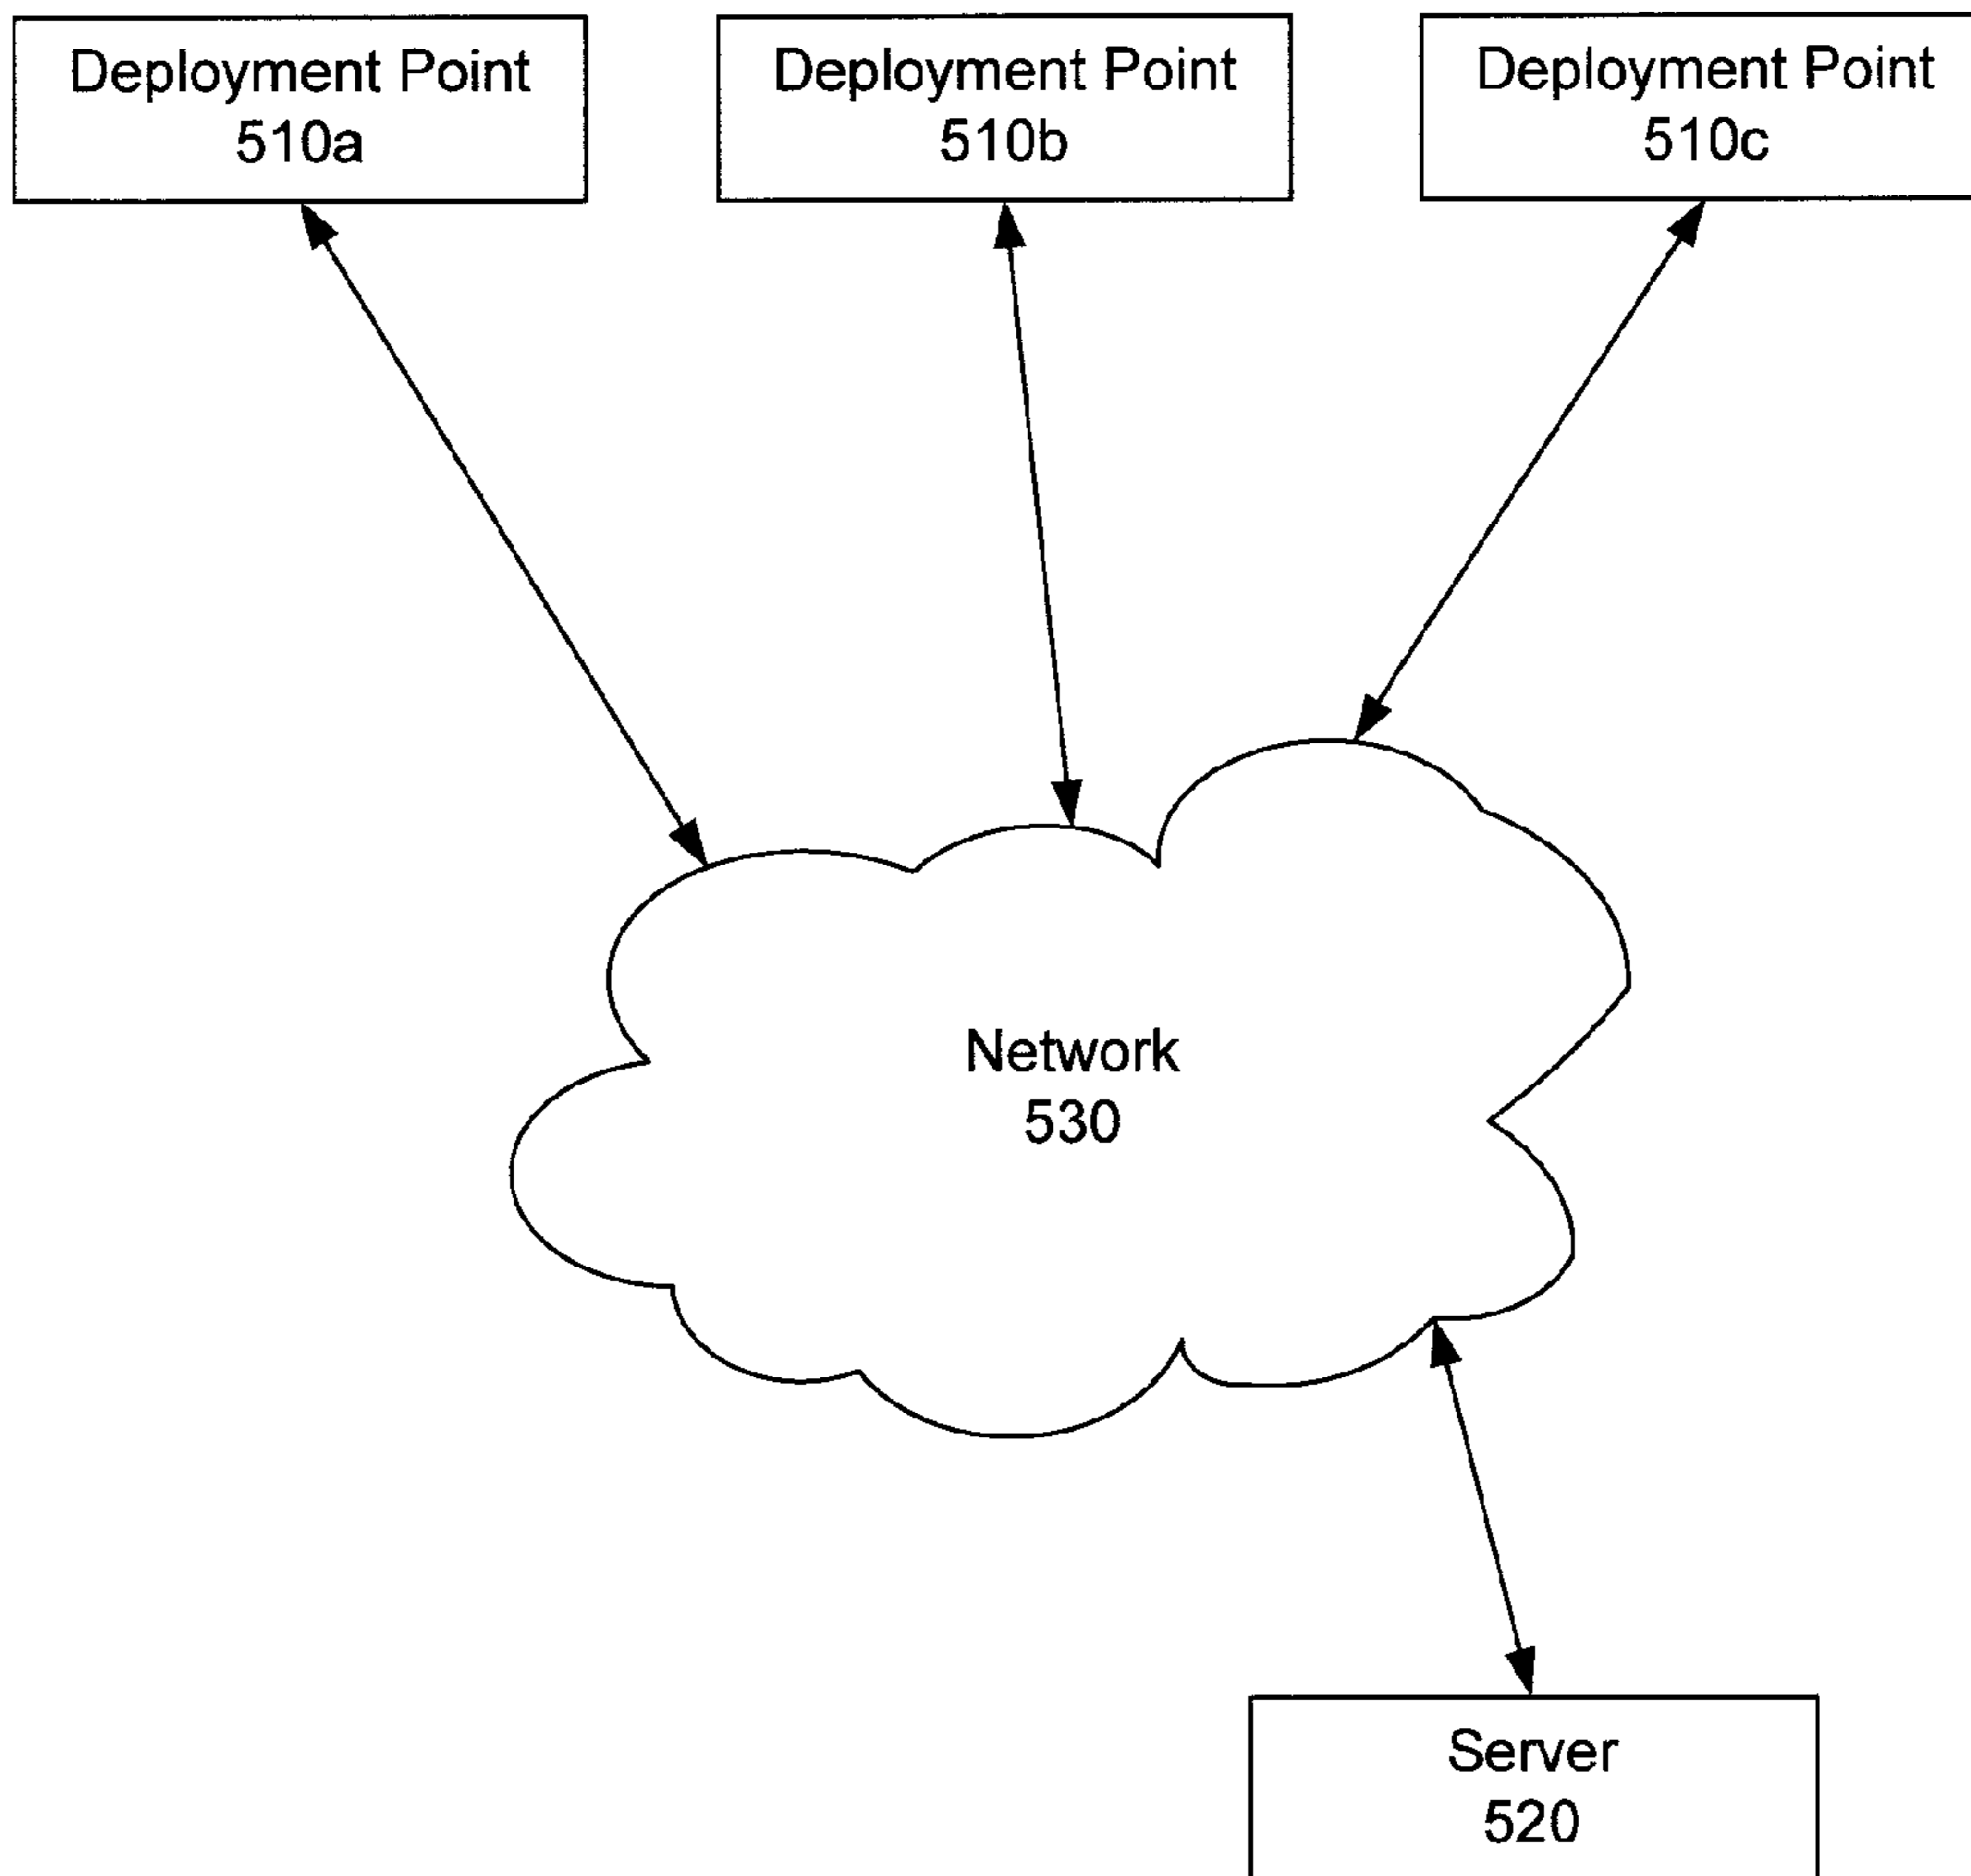 Deployment Point
510a
Deployment Point
510b
Deployment Point
510c
Network
530
Server
520